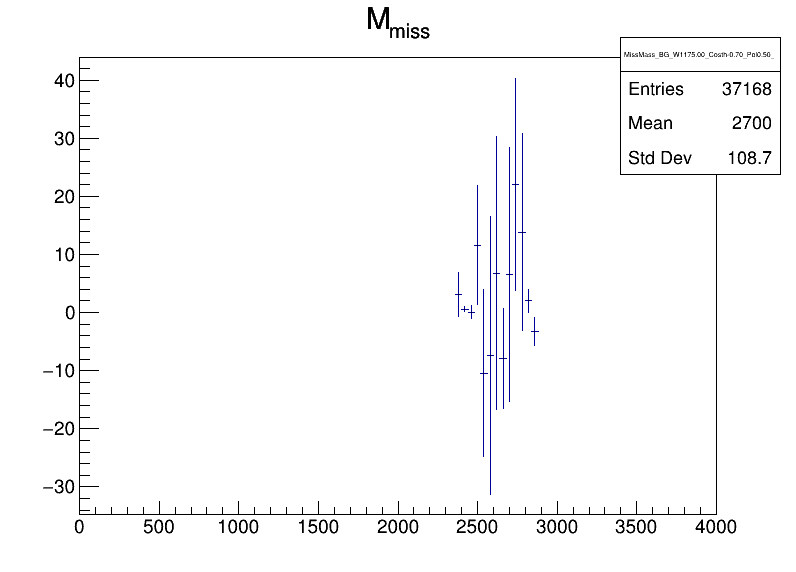 M_miss
MissMass_BG_W1175.00_Costh-0.70_Pol0.50_
Entries 37168
Mean 2700
Std Dev 108.7
40
30
20
10
0
−10
−20
−30
0 500 1000 1500 2000 2500 3000 3500 4000